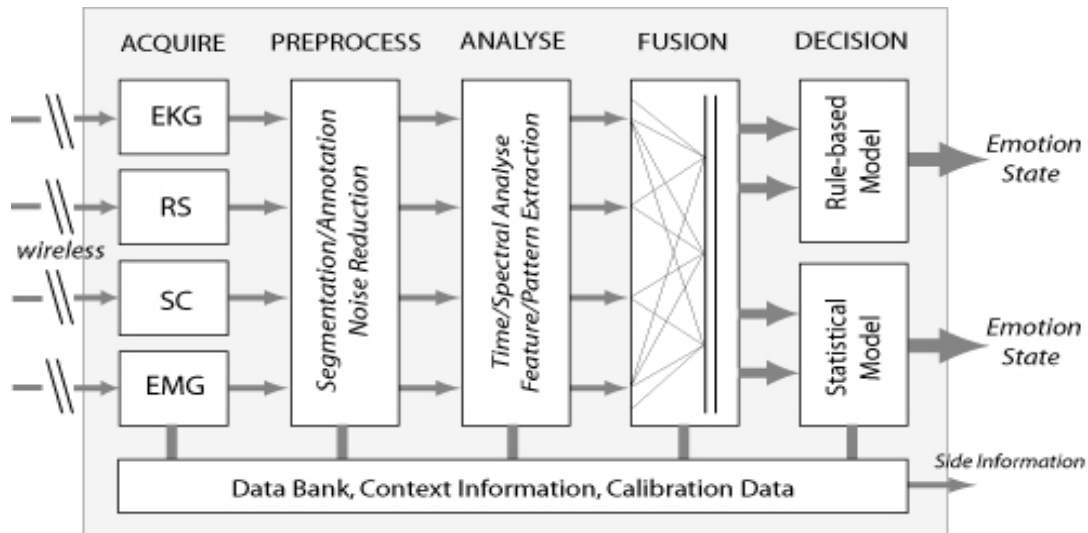 ACQUIRE
PREPROCESS
ANALYSE
FUSION
DECISION
EKG
RS
wireless
SC
EMG
Segmentation/Annotation
Noise Reduction
Time/Spectral Analyse
Feature/Pattern Extraction
Rule-based
Model
Statistical
Model
Emotion
State
Emotion
State
Data Bank, Context Information, Calibration Data
Side Information